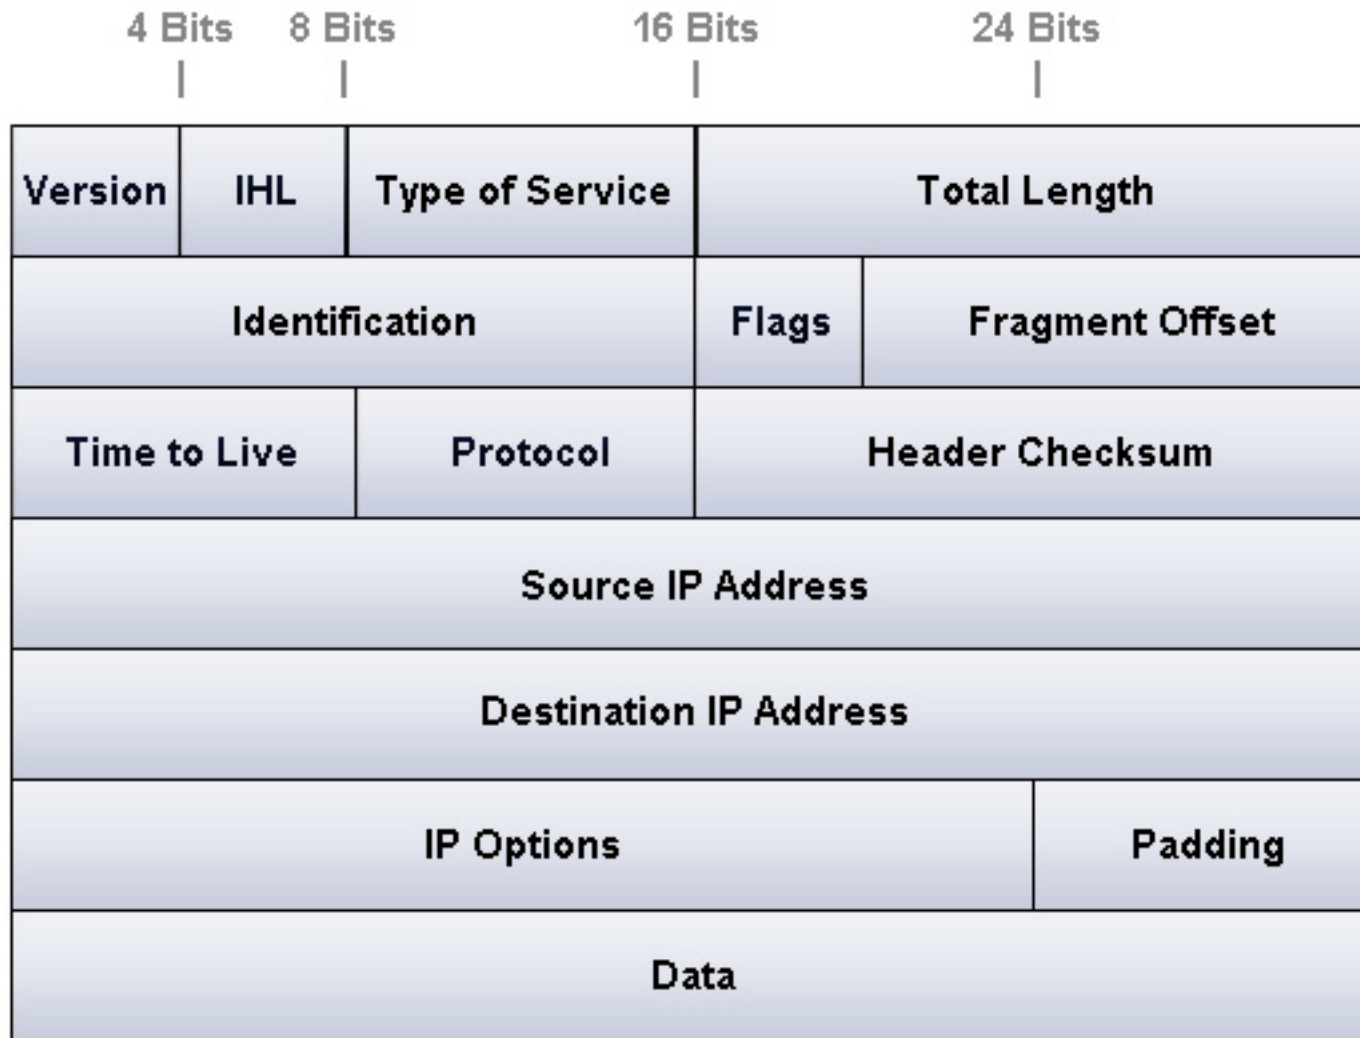 4 Bits 8 Bits 16 Bits 24 Bits
Version IHL Type of Service Total Length
Identification Flags Fragment Offset
Time to Live Protocol Header Checksum
Source IP Address
Destination IP Address
IP Options Padding
Data